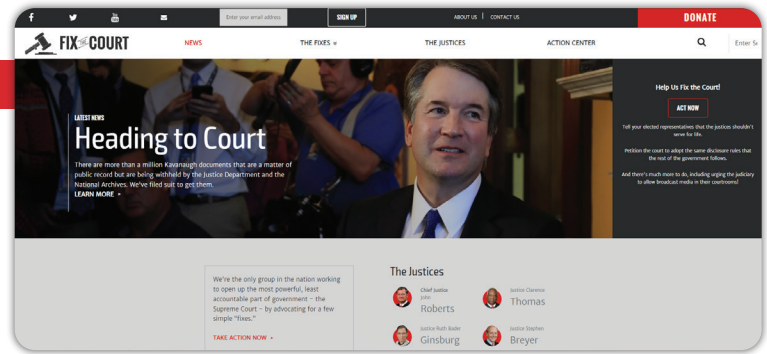 Enter your email address
SIGN UP
ABOUT US
CONTACT US
DONATE
FIX THE COURT
NEWS
THE FIXES
THE JUSTICES
ACTION CENTER
Enter Se
LATEST NEWS
Heading to Court
There are more than a million Kavanaugh documents that are a matter of
public record but are being withheld by the Justice Department and the
National Archives. We've filed suit to get them.
LEARN MORE »
Help Us Fix the Court!
ACT NOW
Tell your elected representatives that the justices shouldn't
serve for life.
Petition the court to adopt the same disclosure rules that
the rest of the government follows.
And there's much more to do, including urging the judiciary
to allow broadcast media in their courtrooms!
We're the only group in the nation working
to open up the most powerful, least
accountable part of government – the
Supreme Court – by advocating for a few
simple "fixes."
TAKE ACTION NOW »
The Justices
Chief Justice
John
Roberts
Justice Clarence
Thomas
Justice Ruth Bader
Ginsburg
Justice Stephen
Breyer